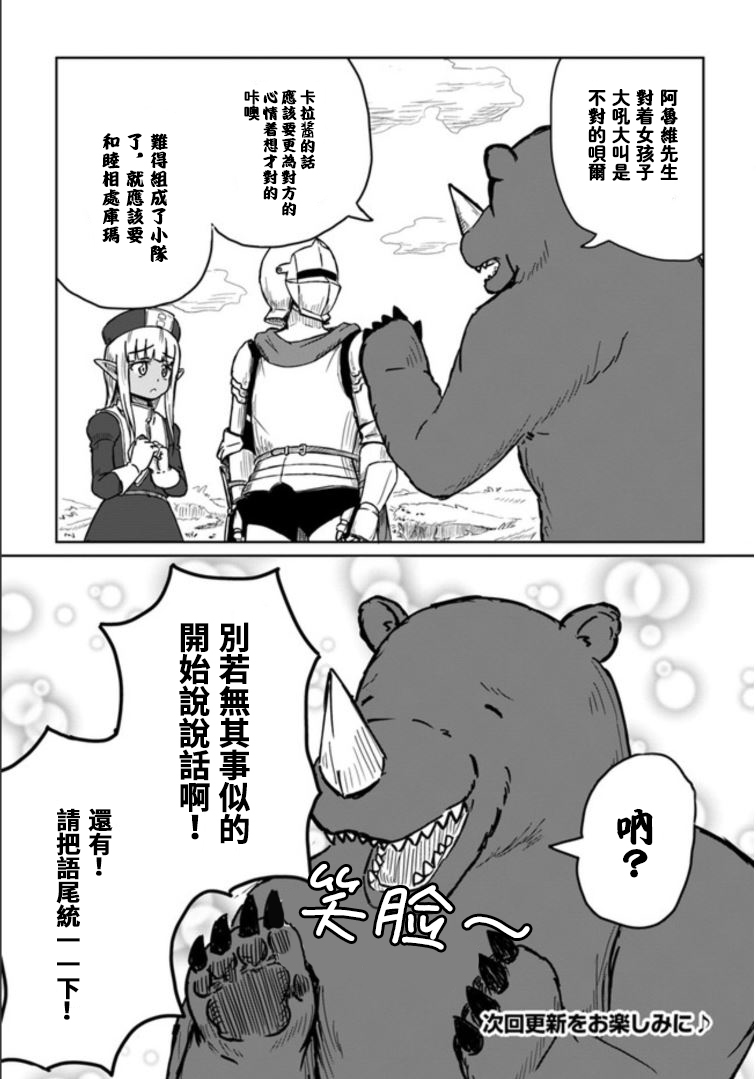 阿魯維先生
對着女孩子
大吼大叫是
不對的唄爾
卡拉醬的話
應該要更為對方的
心情着想才對的
咔噢
難得組成了小隊
了，就應該要
和睦相處庫瑪
吶？
別若無其事似的
開始說說話啊！
還有！
請把語尾統一一下！
笑脸～
次回更新をお楽しみに♪